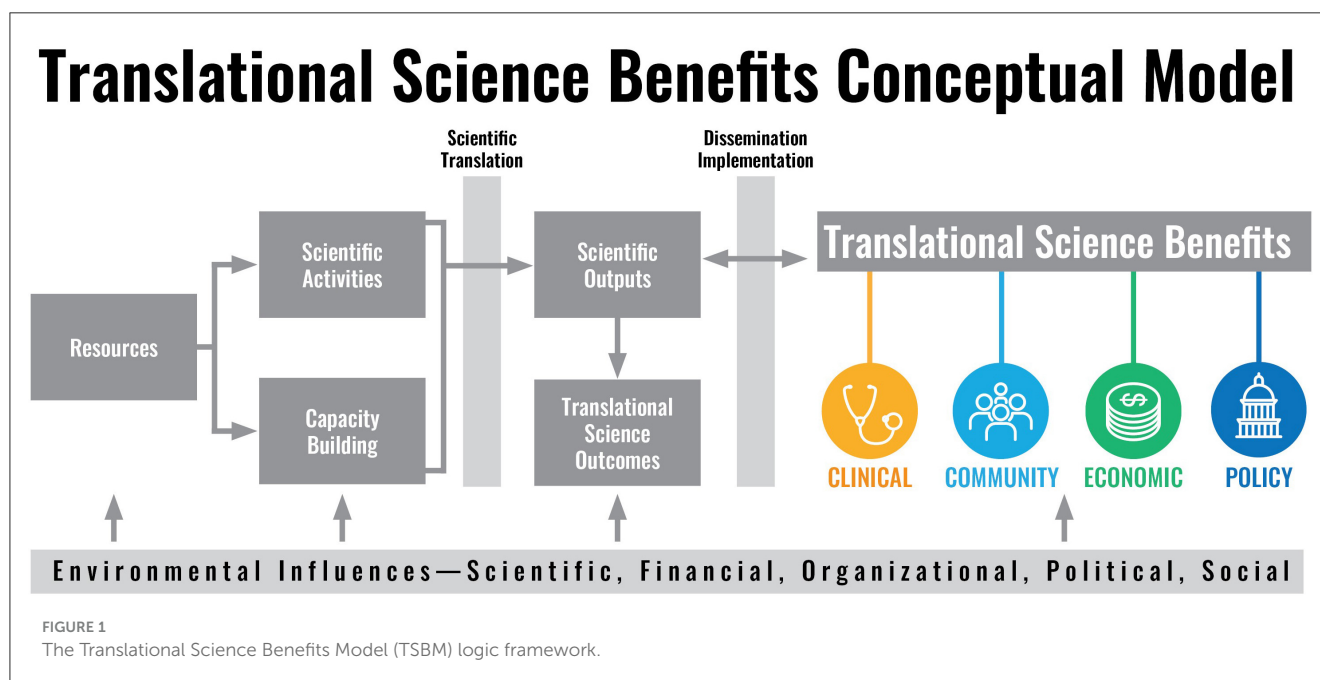 Translational Science Benefits Conceptual Model
Scientific
Translation
Dissemination
Implementation
Resources
Scientific
Activities
Capacity
Building
Scientific
Outputs
Translational
Science
Outcomes
Translational Science Benefits
CLINICAL
COMMUNITY
ECONOMIC
POLICY
Environmental Influences—Scientific, Financial, Organizational, Political, Social
FIGURE 1
The Translational Science Benefits Model (TSBM) logic framework.